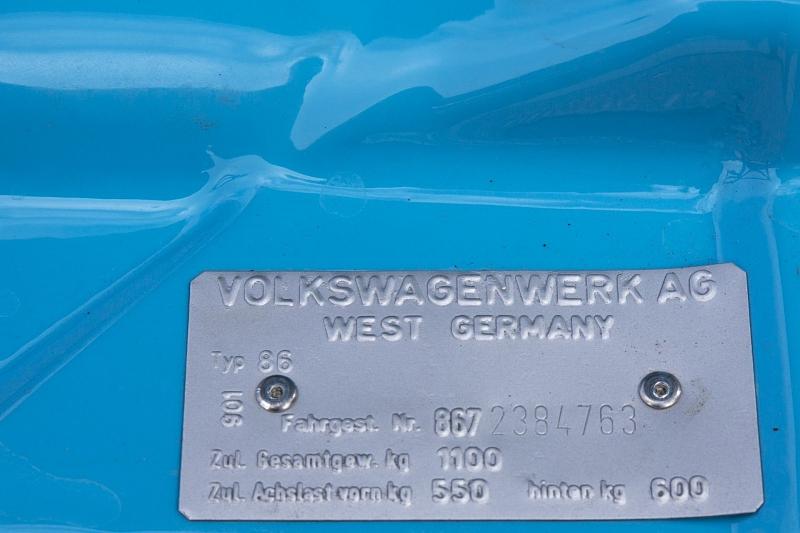 VOLKSWAGENWERK AG
WEST GERMANY
Typ 86
901
Fahrgest. Nr. 867 2384763
Zul. Gesamtgew. kg 1100
Zul. Achslast vorn kg 550 hinten kg 600